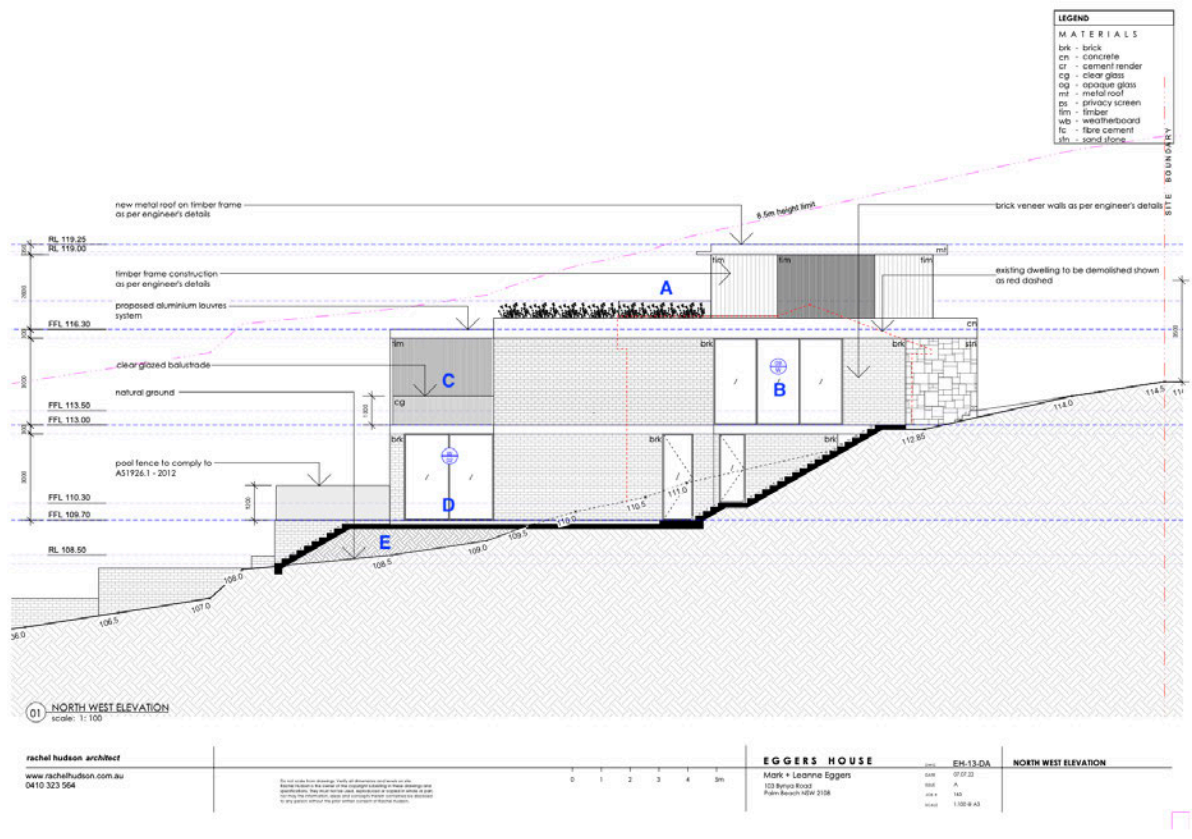 LEGEND
MATERIALS
brk - brick
cn - concrete
cr - cement render
cg - clear glass
og - opaque glass
mt - metal roof
ps - privacy screen
tim - timber
wb - weatherboard
fc - fibre cement
stn - sand stone
SITE BOUNDARY
new metal roof on timber frame
as per engineer's details
8.5m height limit
brick veneer walls as per engineer's details
RL 119.25
RL 119.00
mt
tim
tim
tim
timber frame construction
as per engineer's details
existing dwelling to be demolished shown
as red dashed
A
proposed aluminium louvres
system
FFL 116.30
cn
tim
brk
brk
stn
clear glazed balustrade
C
B
natural ground
cg
FFL 113.50
FFL 113.00
114.5
114.0
112.85
brk
brk
brk
pool fence to comply to
AS1926.1 - 2012
D
111.0
110.5
110.0
FFL 110.30
FFL 109.70
109.5
109.0
E
RL 108.50
108.5
108.0
107.0
106.5
01 NORTH WEST ELEVATION
scale: 1:100
rachel hudson architect
www.rachelhudson.com.au
0410 323 564
0 1 2 3 4 5m
EGGERS HOUSE
Mark + Leanne Eggers
103 Bynya Road
Palm Beach NSW 2108
EH-13-DA
07.07.22
A
1:100 @ A3
NORTH WEST ELEVATION